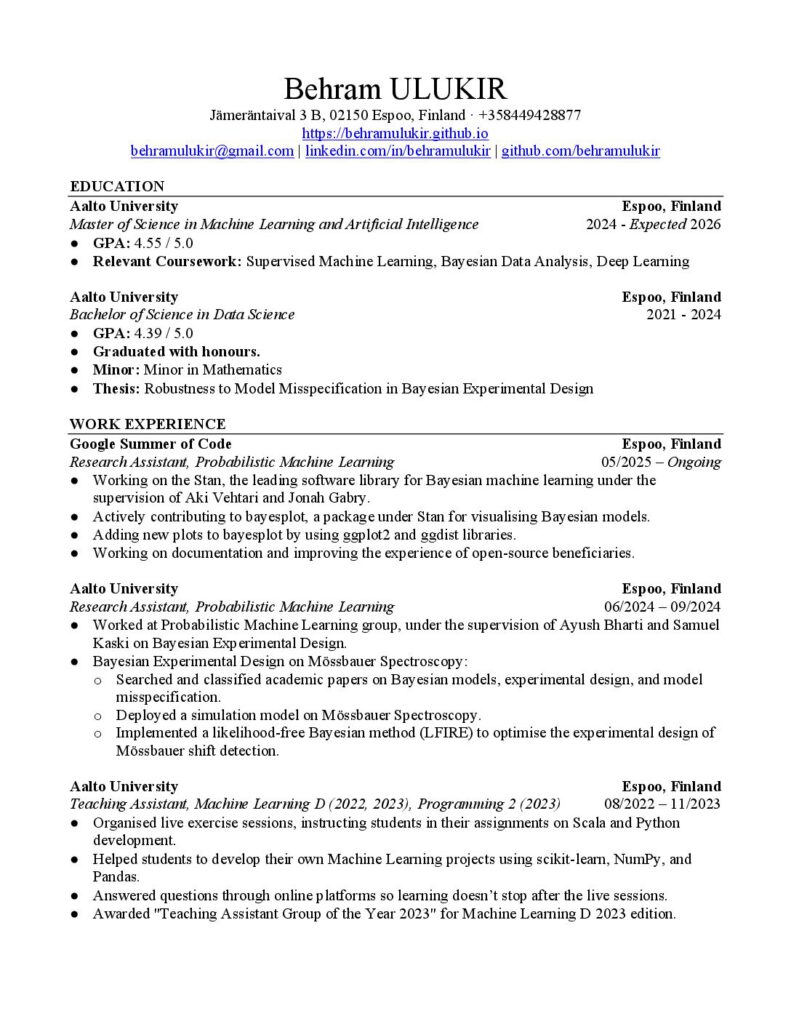 Behram ULUKIR
Jämeräntaival 3 B, 02150 Espoo, Finland · +358449428877
https://behramulukir.github.io
behramulukir@gmail.com | linkedin.com/in/behramulukir | github.com/behramulukir
EDUCATION
Aalto University Espoo, Finland
Master of Science in Machine Learning and Artificial Intelligence 2024 - Expected 2026
● GPA: 4.55 / 5.0
● Relevant Coursework: Supervised Machine Learning, Bayesian Data Analysis, Deep Learning
Aalto University Espoo, Finland
Bachelor of Science in Data Science 2021 - 2024
● GPA: 4.39 / 5.0
● Graduated with honours.
● Minor: Minor in Mathematics
● Thesis: Robustness to Model Misspecification in Bayesian Experimental Design
WORK EXPERIENCE
Google Summer of Code Espoo, Finland
Research Assistant, Probabilistic Machine Learning 05/2025 – Ongoing
● Working on the Stan, the leading software library for Bayesian machine learning under the
supervision of Aki Vehtari and Jonah Gabry.
● Actively contributing to bayesplot, a package under Stan for visualising Bayesian models.
● Adding new plots to bayesplot by using ggplot2 and ggdist libraries.
● Working on documentation and improving the experience of open-source beneficiaries.
Aalto University Espoo, Finland
Research Assistant, Probabilistic Machine Learning 06/2024 – 09/2024
● Worked at Probabilistic Machine Learning group, under the supervision of Ayush Bharti and Samuel
Kaski on Bayesian Experimental Design.
● Bayesian Experimental Design on Mössbauer Spectroscopy:
○ Searched and classified academic papers on Bayesian models, experimental design, and model
misspecification.
○ Deployed a simulation model on Mössbauer Spectroscopy.
○ Implemented a likelihood-free Bayesian method (LFIRE) to optimise the experimental design of
Mössbauer shift detection.
Aalto University Espoo, Finland
Teaching Assistant, Machine Learning D (2022, 2023), Programming 2 (2023) 08/2022 – 11/2023
● Organised live exercise sessions, instructing students in their assignments on Scala and Python
development.
● Helped students to develop their own Machine Learning projects using scikit-learn, NumPy, and
Pandas.
● Answered questions through online platforms so learning doesn’t stop after the live sessions.
● Awarded "Teaching Assistant Group of the Year 2023" for Machine Learning D 2023 edition.